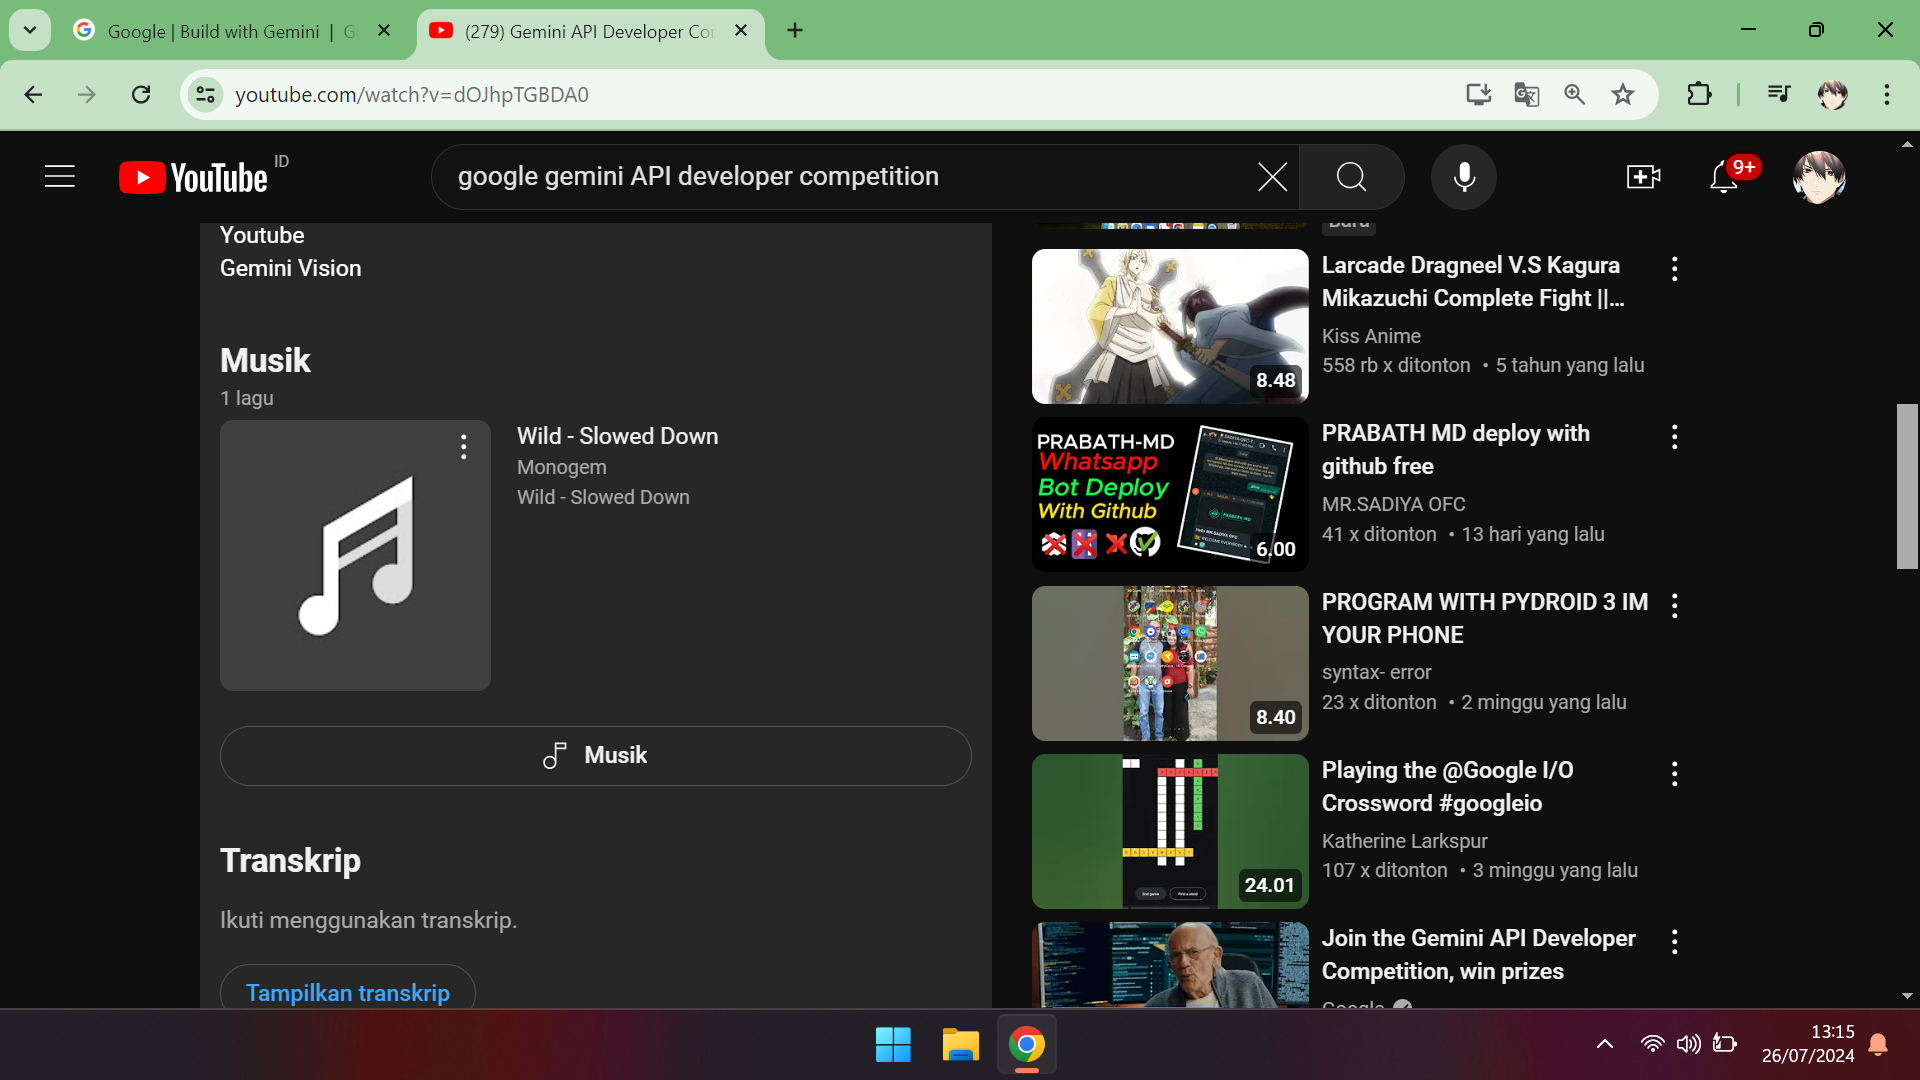 Google | Build with Gemini | G
(279) Gemini API Developer Co
youtube.com/watch?v=dOJhpTGBDA0
YouTube ID
google gemini API developer competition
9+
Youtube
Gemini Vision
Musik
1 lagu
Wild - Slowed Down
Monogem
Wild - Slowed Down
Musik
Transkrip
Ikuti menggunakan transkrip.
Tampilkan transkrip
Baru
8.48
Larcade Dragneel V.S Kagura
Mikazuchi Complete Fight ||...
Kiss Anime
558 rb x ditonton • 5 tahun yang lalu
PRABATH-MD
Whatsapp
Bot Deploy
With Github
6.00
PRABATH MD deploy with
github free
MR.SADIYA OFC
41 x ditonton • 13 hari yang lalu
8.40
PROGRAM WITH PYDROID 3 IM
YOUR PHONE
syntax- error
23 x ditonton • 2 minggu yang lalu
24.01
Playing the @Google I/O
Crossword #googleio
Katherine Larkspur
107 x ditonton • 3 minggu yang lalu
Join the Gemini API Developer
Competition, win prizes
Google
13:15
26/07/2024